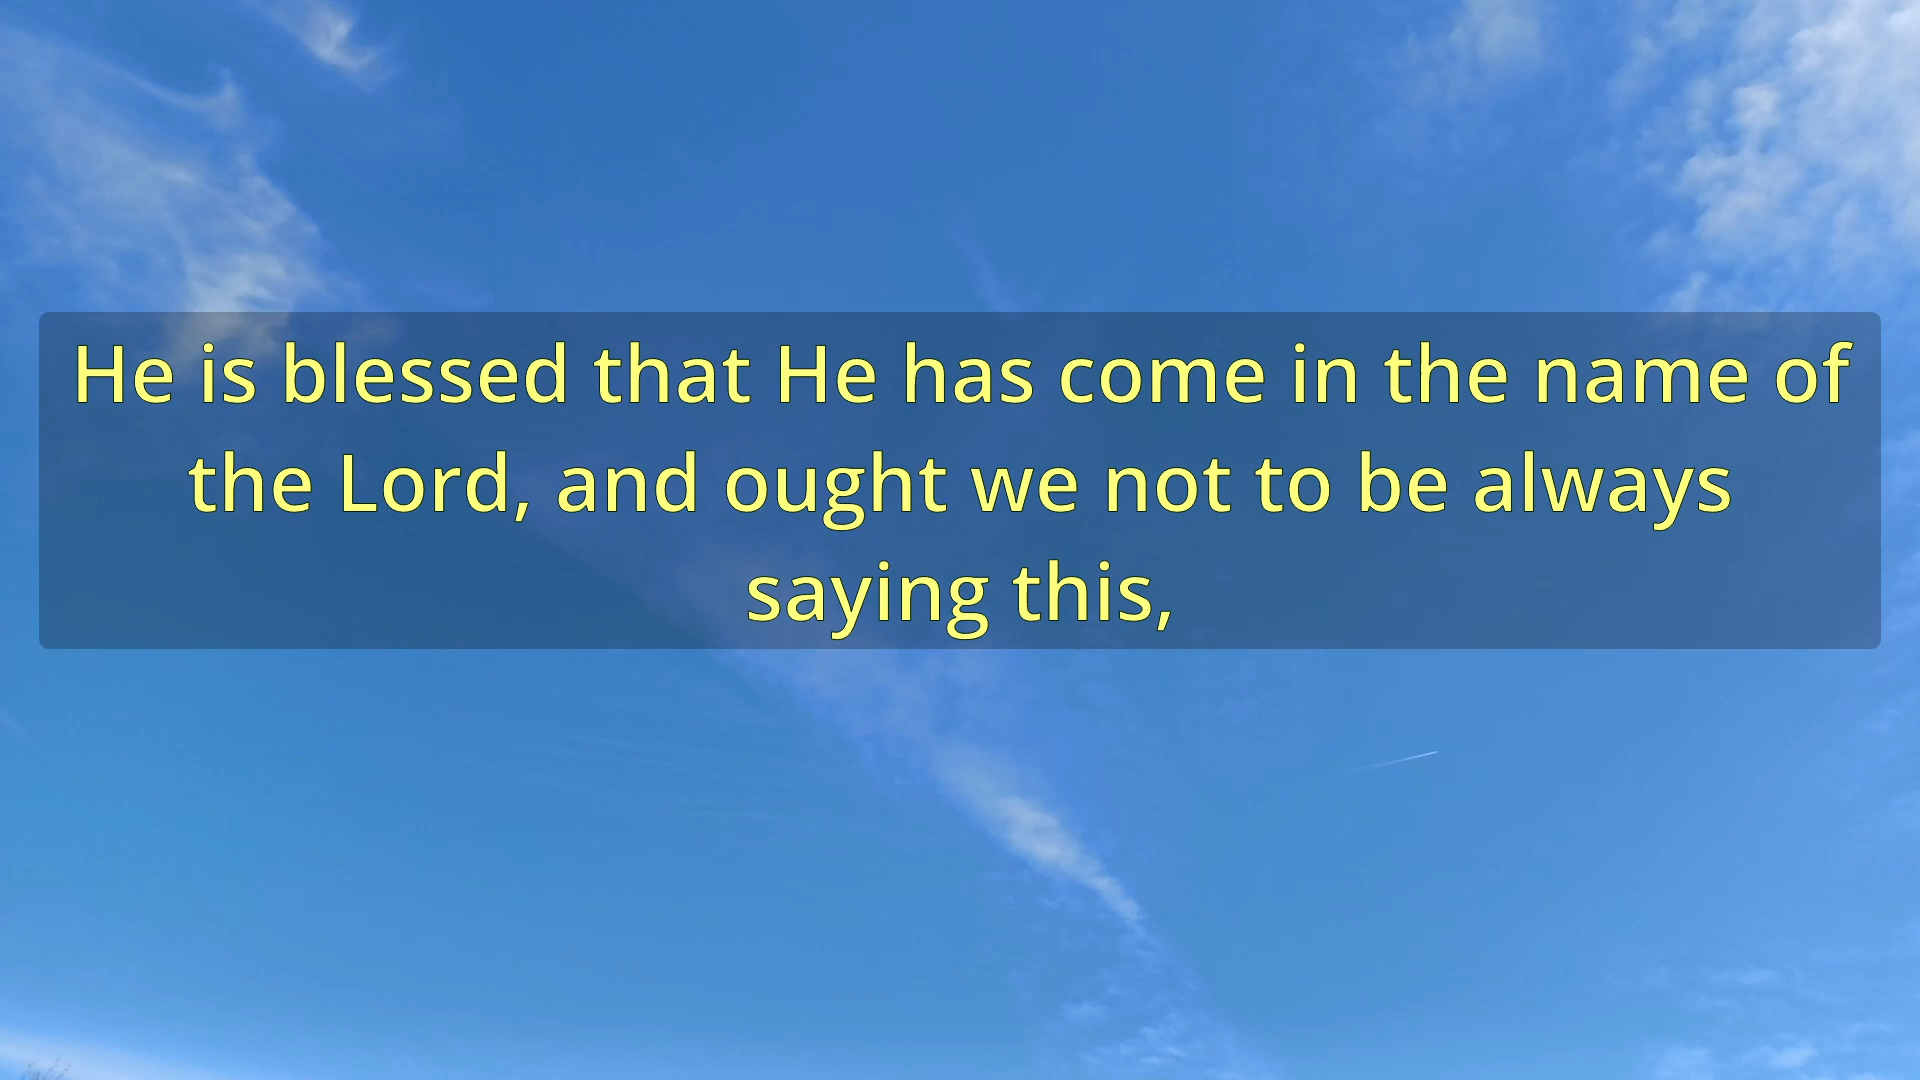 He is blessed that He has come in the name of
the Lord, and ought we not to be always
saying this,